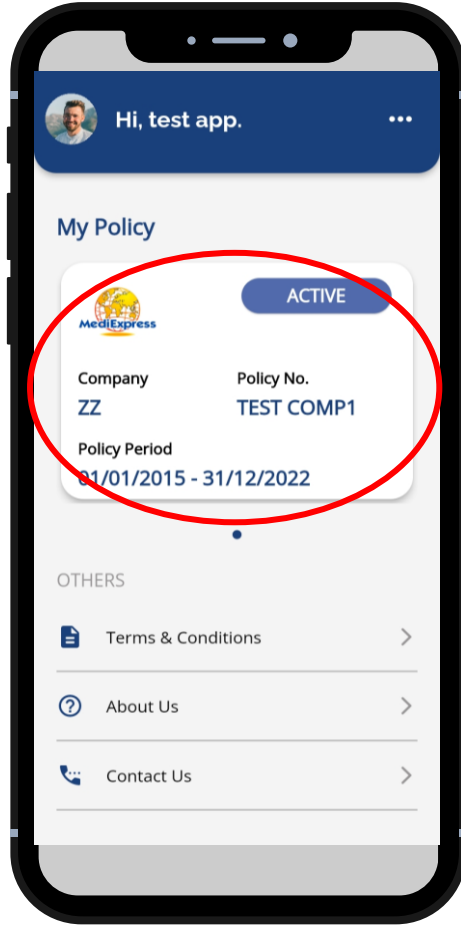 Hi, test app.
My Policy
MediExpress
ACTIVE
Company
Policy No.
ZZ
TEST COMP1
Policy Period
01/01/2015 - 31/12/2022
OTHERS
Terms & Conditions
About Us
Contact Us